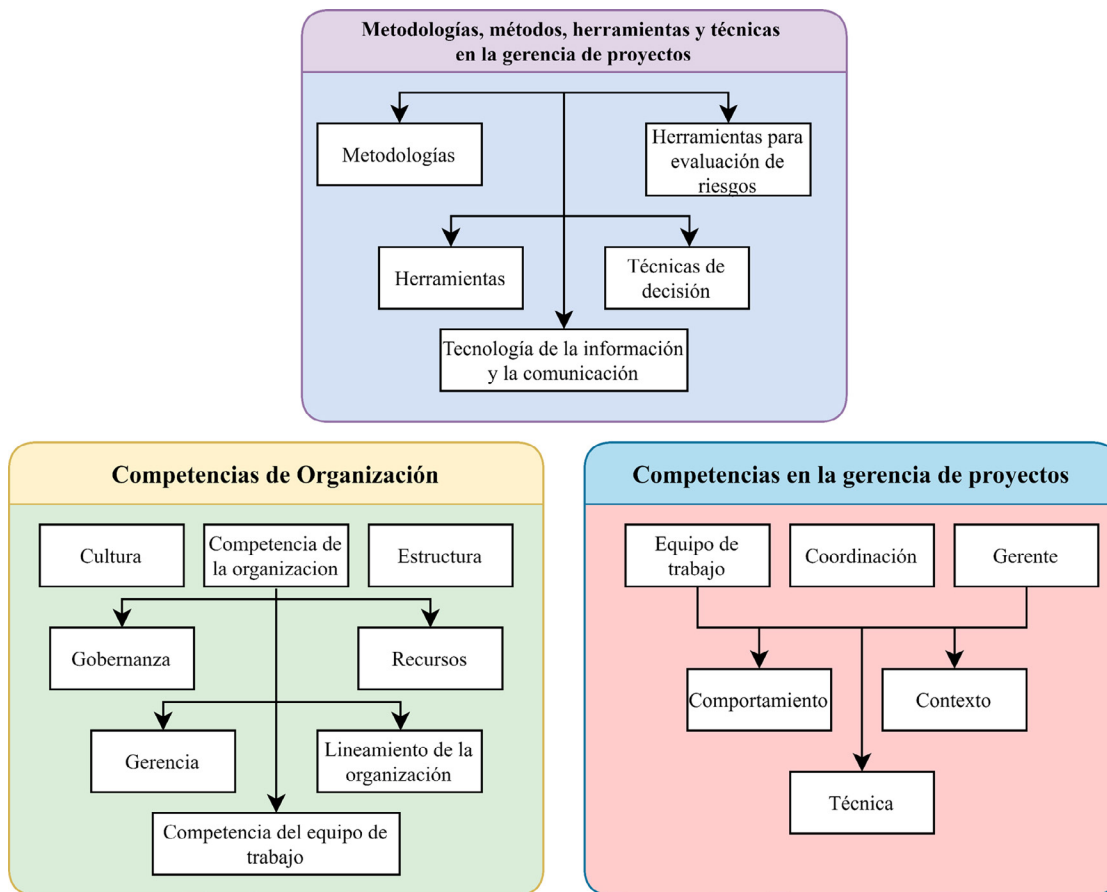 Metodologías, métodos, herramientas y técnicas
en la gerencia de proyectos
Metodologías
Herramientas para
evaluación de
riesgos
Herramientas
Técnicas de
decisión
Tecnología de la información
y la comunicación
Competencias de Organización
Cultura
Competencia de
la organizacion
Estructura
Gobernanza
Recursos
Gerencia
Lineamiento de la
organización
Competencia del equipo de
trabajo
Competencias en la gerencia de proyectos
Equipo de
trabajo
Coordinación
Gerente
Comportamiento
Contexto
Técnica